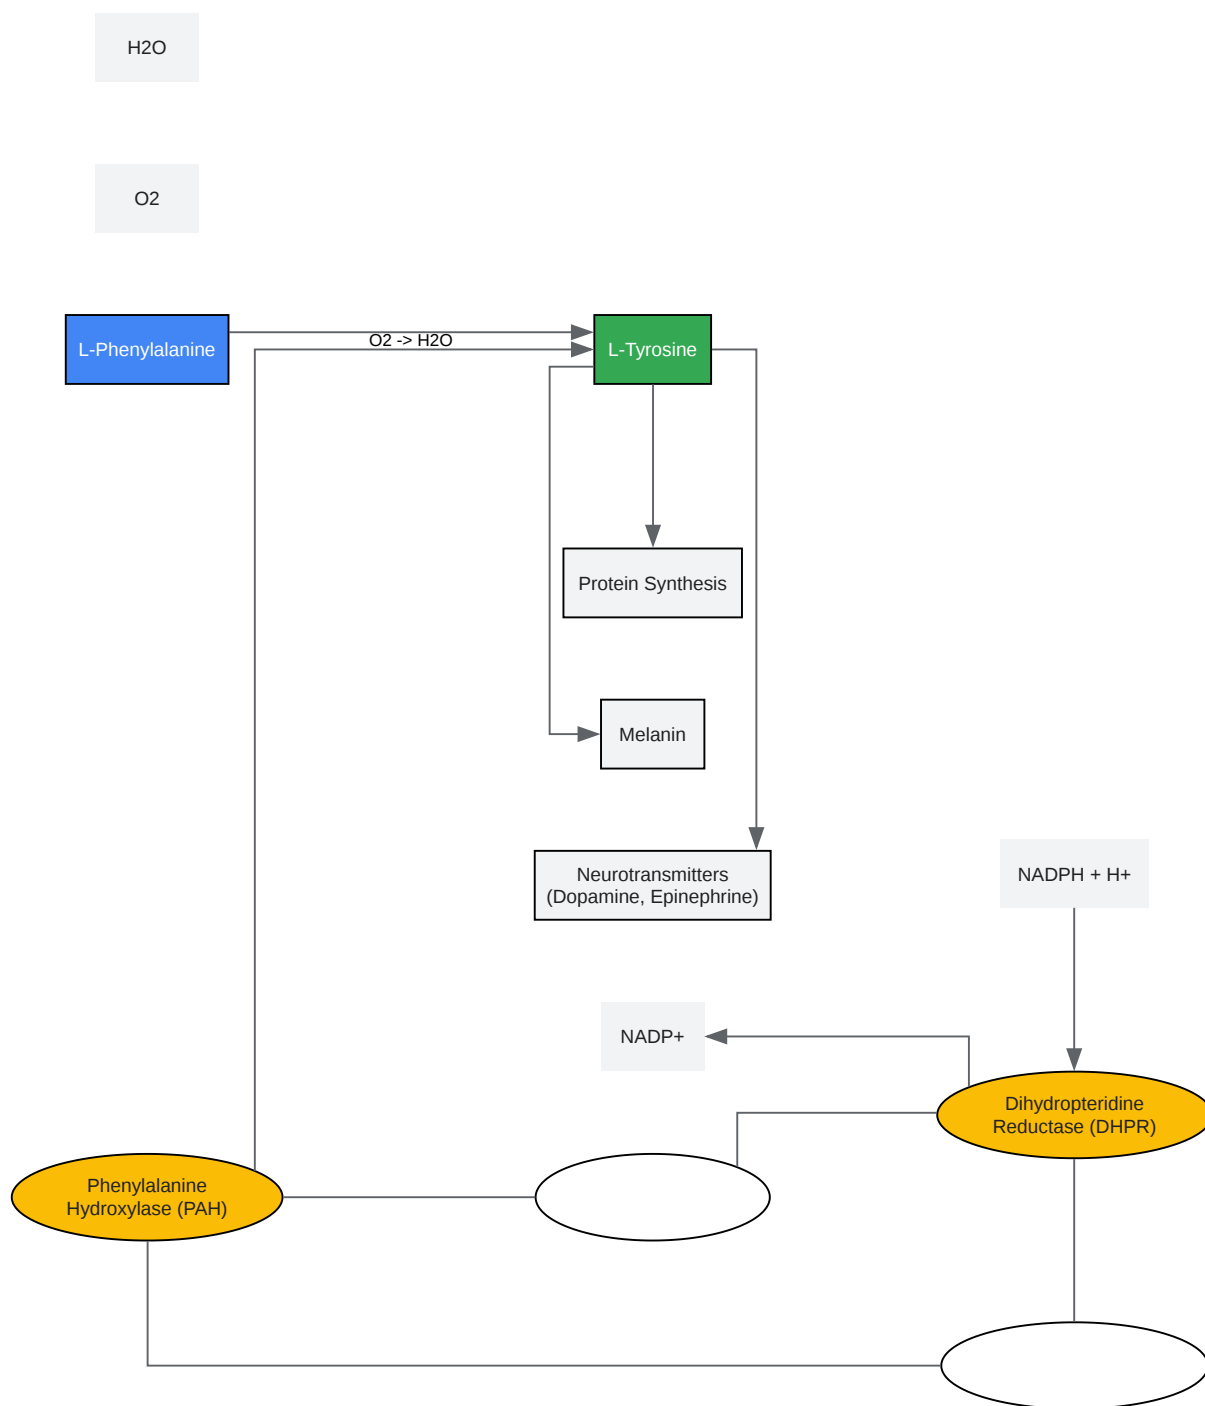 H2O
O2
L-Phenylalanine
O2 -> H2O
L-Tyrosine
Protein Synthesis
Melanin
Neurotransmitters
(Dopamine, Epinephrine)
NADPH + H+
NADP+
Dihydropteridine
Reductase (DHPR)
Phenylalanine
Hydroxylase (PAH)